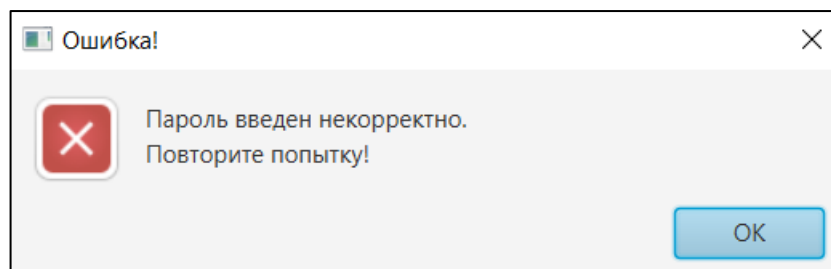 Ошибка!
Пароль введен некорректно.
Повторите попытку!
OK